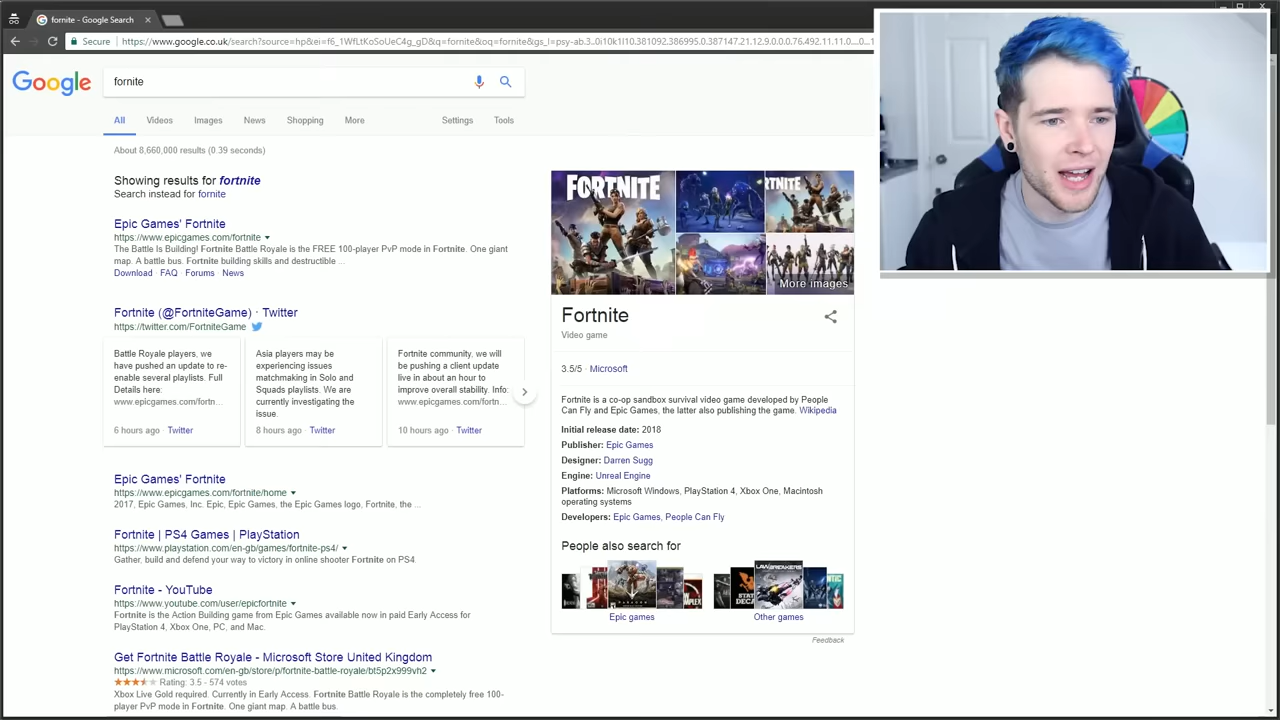 fornite - Google Search
Secure
https://www.google.co.uk/search?source=hp&ei=f6_1WfLtKoSoUeC4g_gD&q=fornite&oq=fornite&gs_l=psy-ab.3..0i10k1l10.381092.386995.0.387147.21.12.9.0.0.0.76.492.11.11.0....0...1
Google
fornite
All
Videos
Images
News
Shopping
More
Settings
Tools
About 8,660,000 results (0.39 seconds)
Showing results for fortnite
Search instead for fornite
Epic Games' Fortnite
https://www.epicgames.com/fortnite
The Battle Is Building! Fortnite Battle Royale is the FREE 100-player PvP mode in Fortnite. One giant
map. A battle bus. Fortnite building skills and destructible ...
Download · FAQ · Forums · News
Fortnite (@FortniteGame) · Twitter
https://twitter.com/FortniteGame
Battle Royale players, we
have pushed an update to re-
enable several playlists. Full
Details here:
www.epicgames.com/fortn...
6 hours ago · Twitter
Asia players may be
experiencing issues
matchmaking in Solo and
Squads playlists. We are
currently investigating the
issue.
8 hours ago · Twitter
Fortnite community, we will
be pushing a client update
live in about an hour to
improve overall stability. Info:
www.epicgames.com/fortn...
10 hours ago · Twitter
Epic Games' Fortnite
https://www.epicgames.com/fortnite/home
2017, Epic Games, Inc. Epic, Epic Games, the Epic Games logo, Fortnite, the ...
Fortnite | PS4 Games | PlayStation
https://www.playstation.com/en-gb/games/fortnite-ps4/
Gather, build and defend your way to victory in online shooter Fortnite on PS4
Fortnite - YouTube
https://www.youtube.com/user/epicfortnite
Fortnite is the Action Building game from Epic Games available now in paid Early Access for
PlayStation 4, Xbox One, PC, and Mac.
Get Fortnite Battle Royale - Microsoft Store United Kingdom
https://www.microsoft.com/en-gb/store/p/fortnite-battle-royale/bt5p2x999vh2
Rating: 3.5 - 574 votes
Xbox Live Gold required. Currently in Early Access. Fortnite Battle Royale is the completely free 100-
player PvP mode in Fortnite. One giant map. A battle bus.
FORTNITE
RTNITE
More images
Fortnite
Video game
3.5/5 · Microsoft
Fortnite is a co-op sandbox survival video game developed by People
Can Fly and Epic Games, the latter also publishing the game. Wikipedia
Initial release date: 2018
Publisher: Epic Games
Designer: Darren Sugg
Engine: Unreal Engine
Platforms: Microsoft Windows, PlayStation 4, Xbox One, Macintosh
operating systems
Developers: Epic Games, People Can Fly
People also search for
LAWBREAKERS
Epic games
Other games
Feedback